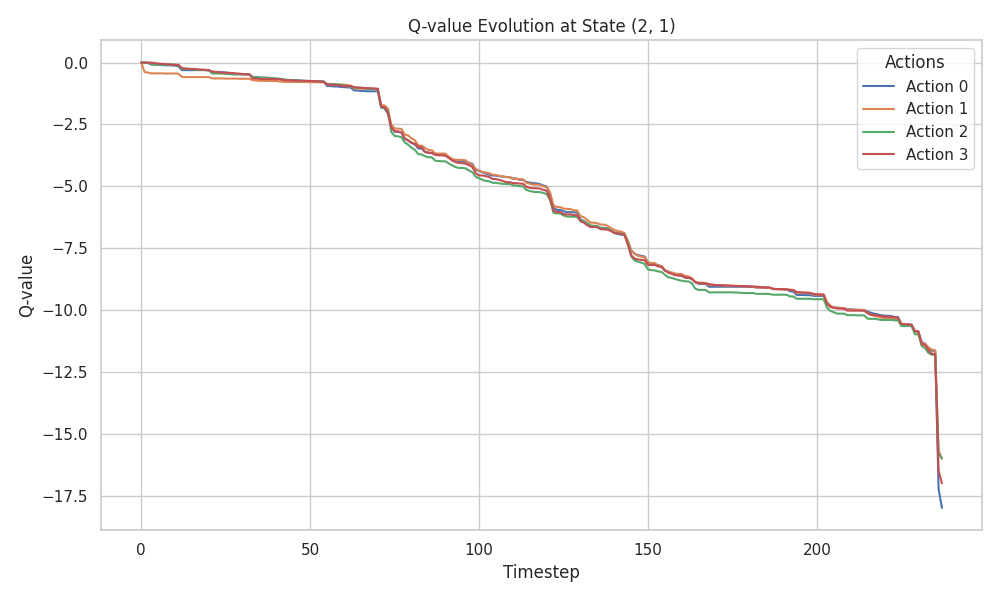 Q-value Evolution at State (2, 1)
Actions
Action 0
Action 1
Action 2
Action 3
Q-value
0.0
−2.5
−5.0
−7.5
−10.0
−12.5
−15.0
−17.5
0 50 100 150 200
Timestep